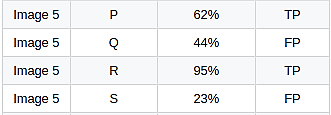 Image 5 P 62% TP
Image 5 Q 44% FP
Image 5 R 95% TP
Image 5 S 23% FP